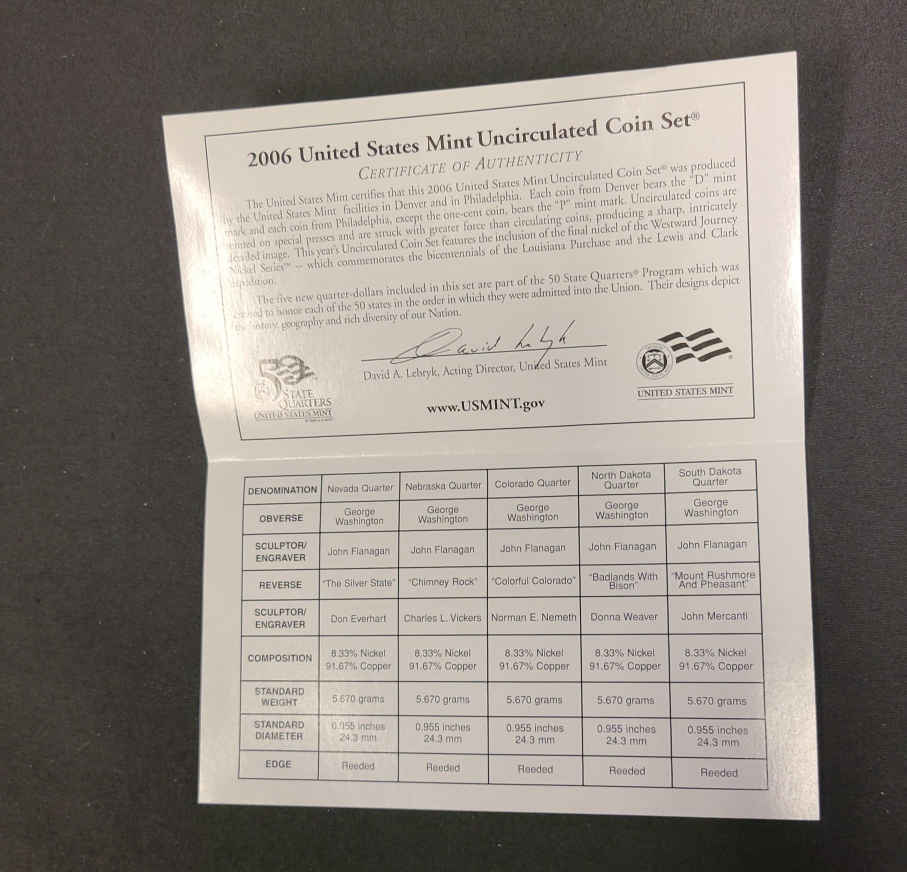 2006 United States Mint Uncirculated Coin Set®
CERTIFICATE OF AUTHENTICITY
The United States Mint certifies that this 2006 United States Mint Uncirculated Coin Set® was produced
by the United States Mint facilities in Denver and in Philadelphia. Each coin from Denver bears the "D" mint
mark and each coin from Philadelphia, except the one-cent coin, bears the "P" mint mark. Uncirculated coins are
minted on special presses and are struck with greater force than circulating coins, producing a sharp, intricately
detailed image. This year's Uncirculated Coin Set features the inclusion of the final nickel of the Westward Journey
Nickel Series™ – which commemorates the bicentennials of the Louisiana Purchase and the Lewis and Clark
expedition.
The five new quarter-dollars included in this set are part of the 50 State Quarters® Program which was
created to honor each of the 50 states in the order in which they were admitted into the Union. Their designs depict
the history, geography and rich diversity of our Nation.
David A. Lebryk, Acting Director, United States Mint
50
STATE
QUARTERS
UNITED STATES MINT
www.USMINT.gov
UNITED STATES MINT
DENOMINATION Nevada Quarter Nebraska Quarter Colorado Quarter North Dakota Quarter South Dakota Quarter
OBVERSE George Washington George Washington George Washington George Washington George Washington
SCULPTOR/ENGRAVER John Flanagan John Flanagan John Flanagan John Flanagan John Flanagan
REVERSE "The Silver State" "Chimney Rock" "Colorful Colorado" "Badlands With Bison" "Mount Rushmore And Pheasant"
SCULPTOR/ENGRAVER Don Everhart Charles L. Vickers Norman E. Nemeth Donna Weaver John Mercanti
COMPOSITION 8.33% Nickel 91.67% Copper 8.33% Nickel 91.67% Copper 8.33% Nickel 91.67% Copper 8.33% Nickel 91.67% Copper 8.33% Nickel 91.67% Copper
STANDARD WEIGHT 5.670 grams 5.670 grams 5.670 grams 5.670 grams 5.670 grams
STANDARD DIAMETER 0.955 inches 24.3 mm 0.955 inches 24.3 mm 0.955 inches 24.3 mm 0.955 inches 24.3 mm 0.955 inches 24.3 mm
EDGE Reeded Reeded Reeded Reeded Reeded